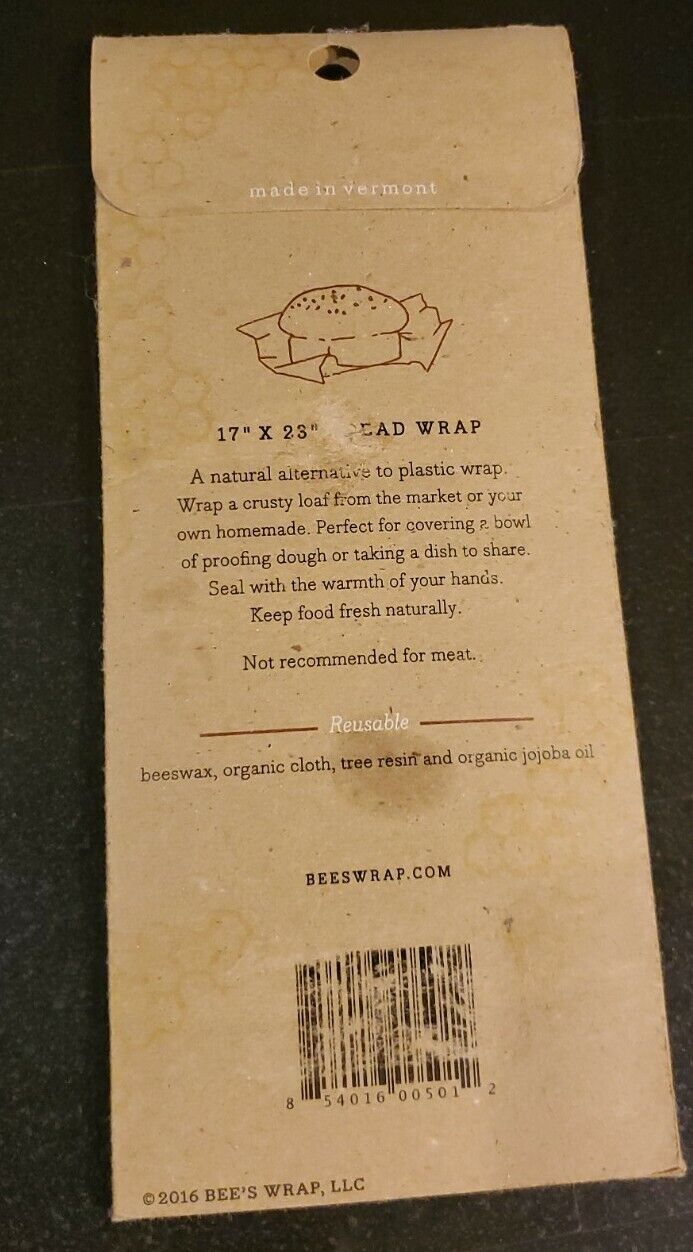 made in vermont
17" X 23" WRAP
A natural alternative to plastic wrap.
Wrap a crusty loaf from the market or your
own homemade. Perfect for covering a bowl
of proofing dough or taking a dish to share.
Seal with the warmth of your hands.
Keep food fresh naturally.
Not recommended for meat.
Reusable
beeswax, organic cloth, tree resin and organic jojoba oil
BEESWRAP.COM
8 54016 00501 2
©2016 BEE'S WRAP, LLC